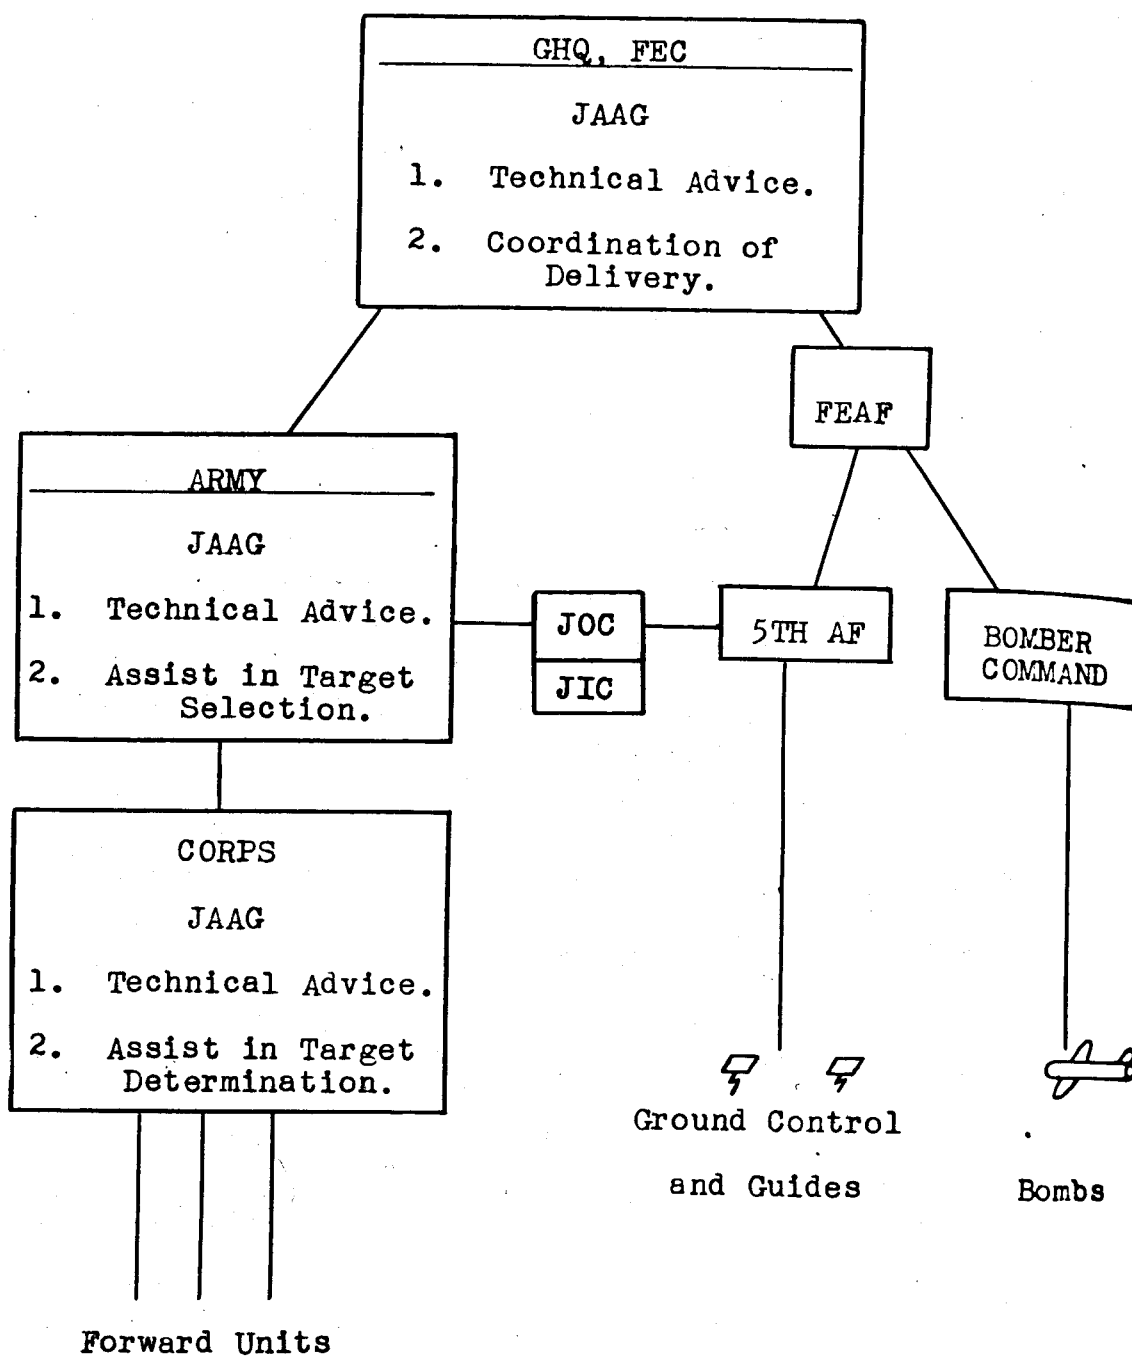 GHQ, FEC
JAAG
1. Technical Advice.
2. Coordination of
Delivery.
FEAF
ARMY
JAAG
1. Technical Advice.
2. Assist in Target
Selection.
JOC
JIC
5TH AF
BOMBER
COMMAND
CORPS
JAAG
1. Technical Advice.
2. Assist in Target
Determination.
Ground Control
and Guides
Bombs
Forward Units